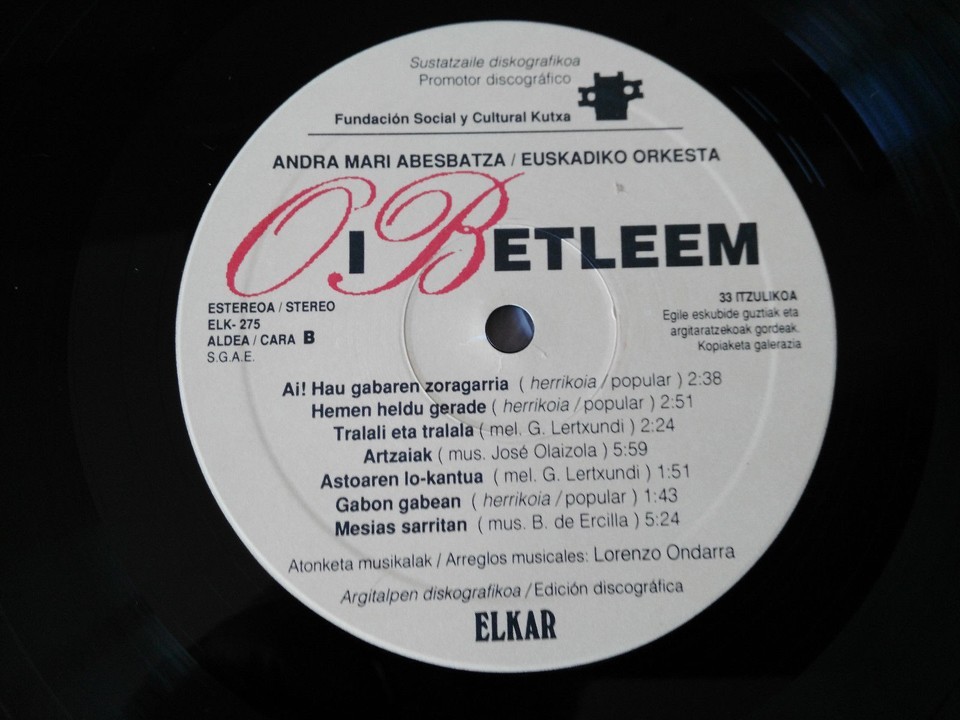 Sustatzaile diskografikoa
Promotor discográfico
Fundación Social y Cultural Kutxa
ANDRA MARI ABESBATZA / EUSKADIKO ORKESTA
OI BETLEEM
ESTEREOA / STEREO
ELK- 275
ALDEA / CARA B
S.G.A.E.
33 ITZULIKOA
Egile eskubide guztiak eta
argitaratzekoak gordeak.
Kopiaketa galerazia
Ai! Hau gabaren zoragarria ( herrikoia / popular ) 2:38
Hemen heldu gerade ( herrikoia / popular ) 2:51
Tralali eta tralala ( mel. G. Lertxundi ) 2:24
Artzaiak ( mus. José Olaizola ) 5:59
Astoaren lo-kantua ( mel. G. Lertxundi ) 1:51
Gabon gabean ( herrikoia / popular ) 1:43
Mesias sarritan ( mus. B. de Ercilla ) 5:24
Atonketa musikalak / Arreglos musicales: Lorenzo Ondarra
Argitalpen diskografikoa / Edición discográfica
ELKAR